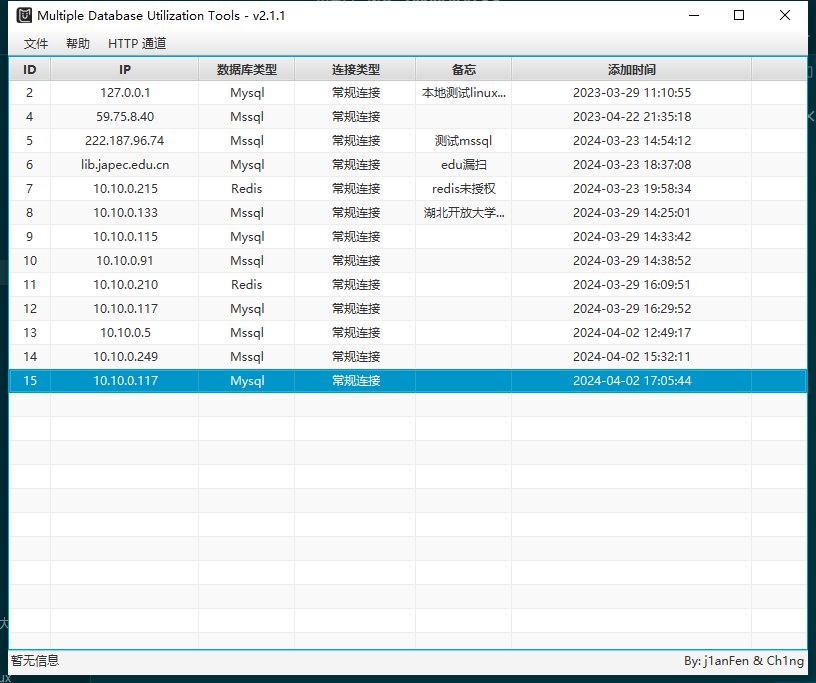 Multiple Database Utilization Tools - v2.1.1
文件 帮助 HTTP 通道
ID IP 数据库类型 连接类型 备忘 添加时间
2 127.0.0.1 Mysql 常规连接 本地测试linux... 2023-03-29 11:10:55
4 59.75.8.40 Mssql 常规连接 2023-04-22 21:35:18
5 222.187.96.74 Mssql 常规连接 测试mssql 2024-03-23 14:54:12
6 lib.japec.edu.cn Mysql 常规连接 edu漏扫 2024-03-23 18:37:08
7 10.10.0.215 Redis 常规连接 redis未授权 2024-03-23 19:58:34
8 10.10.0.133 Mssql 常规连接 湖北开放大学... 2024-03-29 14:25:01
9 10.10.0.115 Mysql 常规连接 2024-03-29 14:33:42
10 10.10.0.91 Mssql 常规连接 2024-03-29 14:38:52
11 10.10.0.210 Redis 常规连接 2024-03-29 16:09:51
12 10.10.0.117 Mysql 常规连接 2024-03-29 16:29:52
13 10.10.0.5 Mssql 常规连接 2024-04-02 12:49:17
14 10.10.0.249 Mssql 常规连接 2024-04-02 15:32:11
15 10.10.0.117 Mysql 常规连接 2024-04-02 17:05:44
暂无信息 By: j1anFen & Ch1ng